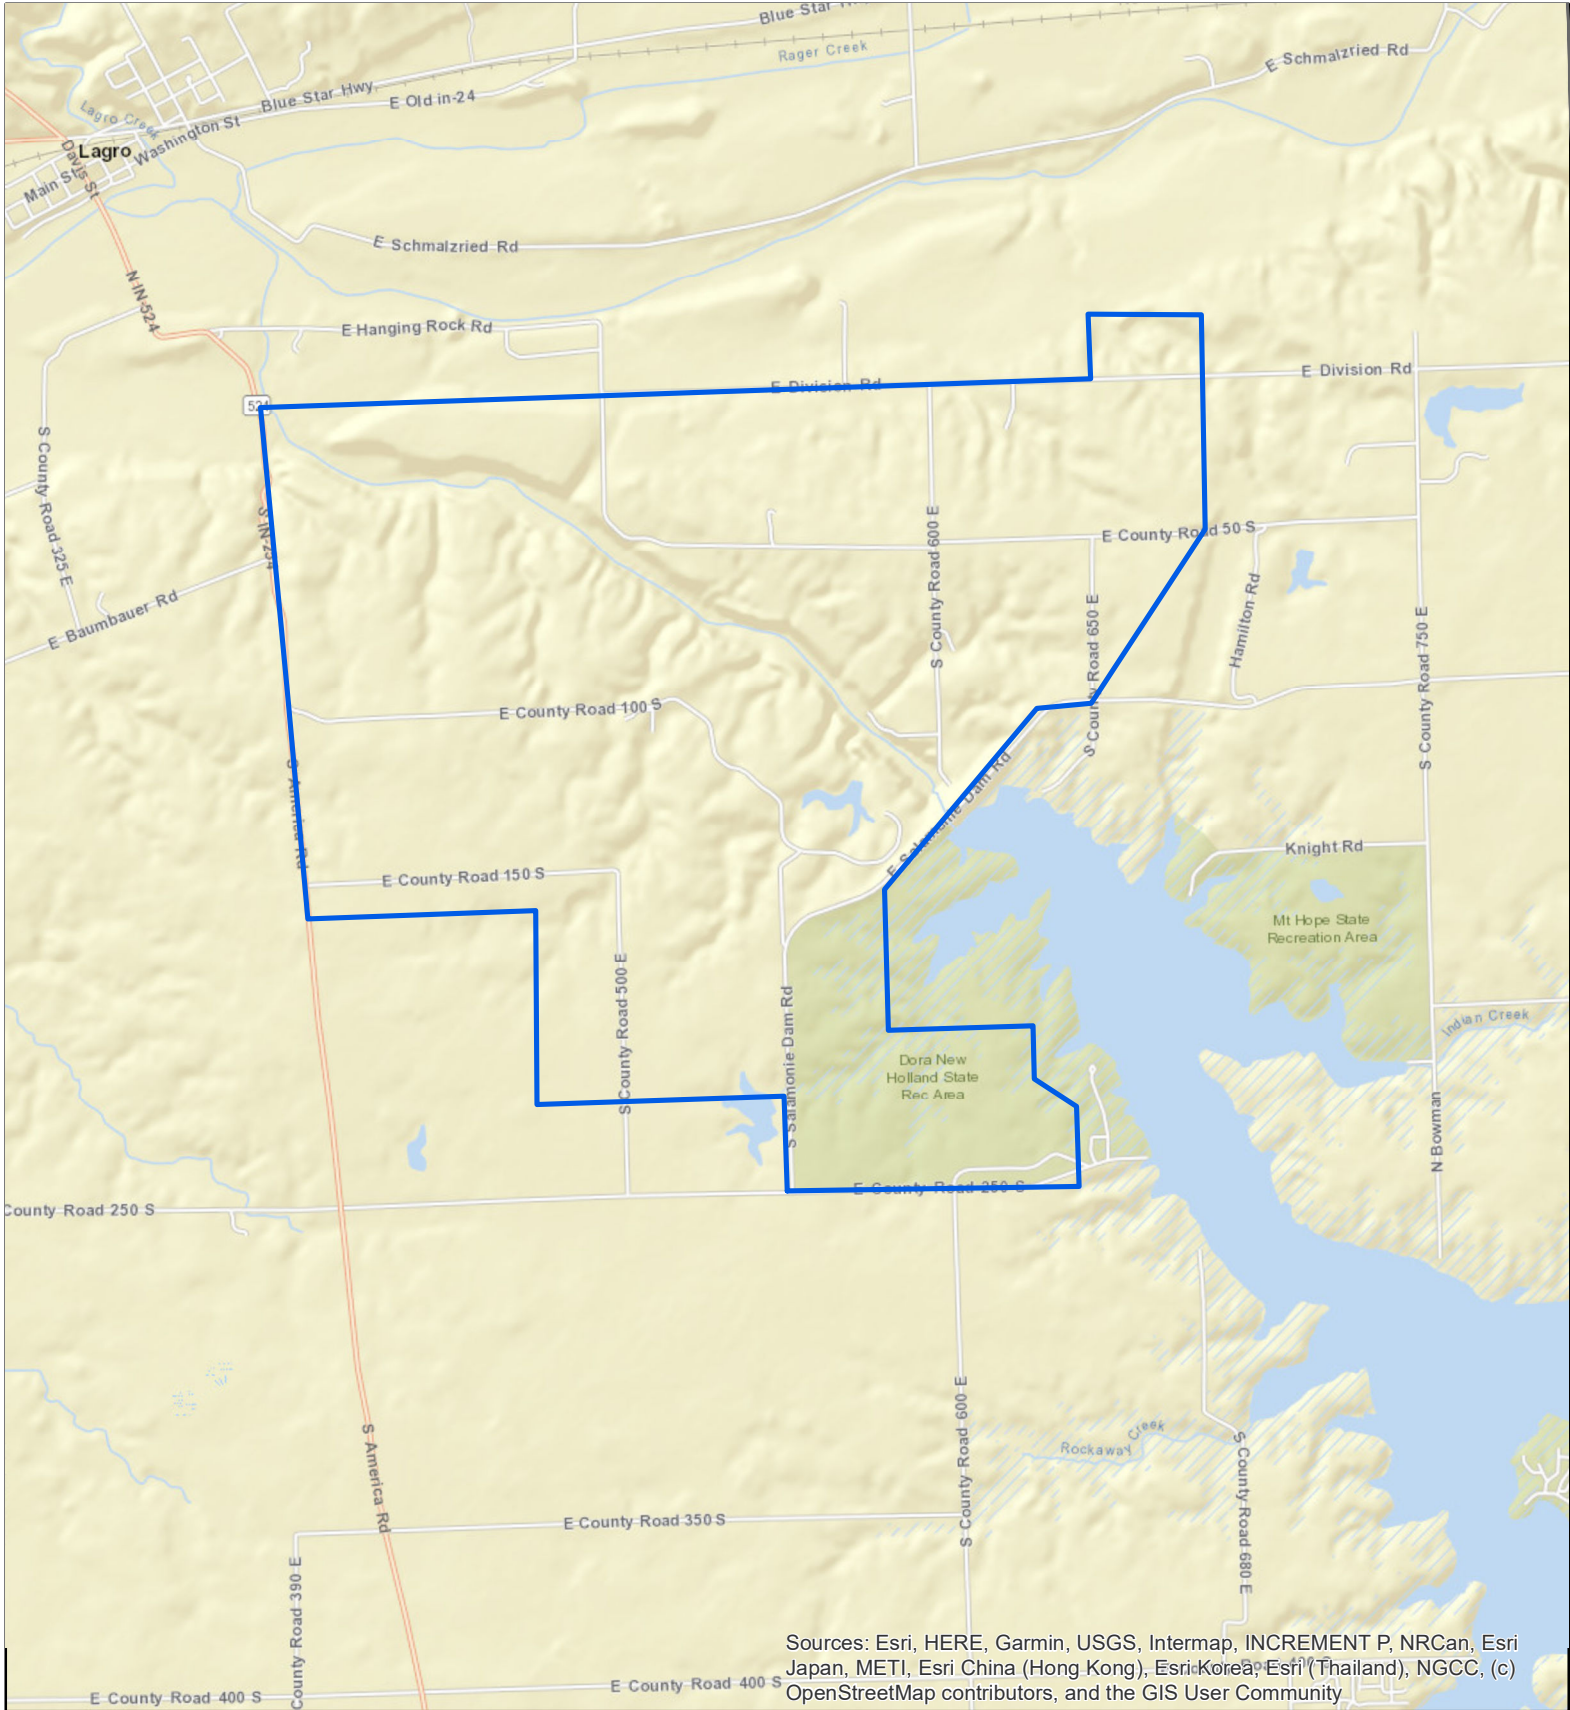 Blue Star
Rager Creek
E Schmalzried Rd
Blue Star Hwy
E Old in-24
Lagro Creek
Washington St
Lagro
Davis St
Main St
E Schmalzried Rd
N IN-524
E Hanging Rock Rd
E Division Rd
E Division Rd
524
S County Road 325 E
S IN-254
S County Road 600 E
E County Road 50 S
E Baumbauer Rd
S County Road 650 E
Hamilton Rd
S County Road 750 E
E County Road 100 S
S America Rd
E Salamonie Dam Rd
Knight Rd
E County Road 150 S
Mt Hope State
Recreation Area
S County Road 500 E
S Salamonie Dam Rd
Indian Creek
Dora New
Holland State
Rec Area
N Bowman
E County Road 250 S
County Road 250 S
S County Road 600 E
S America Rd
Rockaway Creek
S County Road 680 E
E County Road 350 S
County Road 390 E
E County Road 400 S
E County Road 400 S
Sources: Esri, HERE, Garmin, USGS, Intermap, INCREMENT P, NRCan, Esri
Japan, METI, Esri China (Hong Kong), Esri Korea, Esri (Thailand), NGCC, (c)
OpenStreetMap contributors, and the GIS User Community